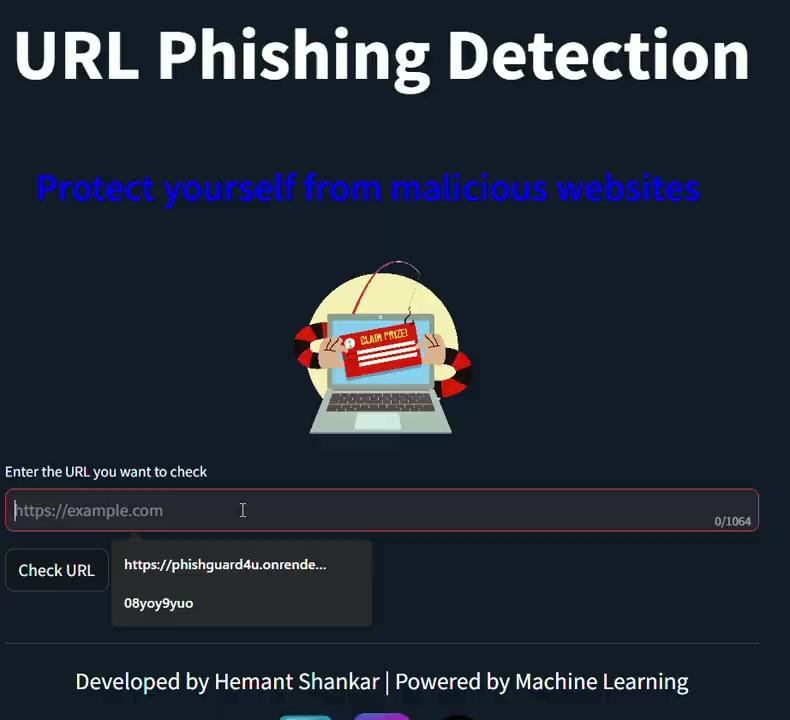 URL Phishing Detection
Protect yourself from malicious websites
CLAIM PRIZE!
Enter the URL you want to check
https://example.com
0/1064
Check URL
https://phishguard4u.onrende...
08yoy9yuo
Developed by Hemant Shankar | Powered by Machine Learning